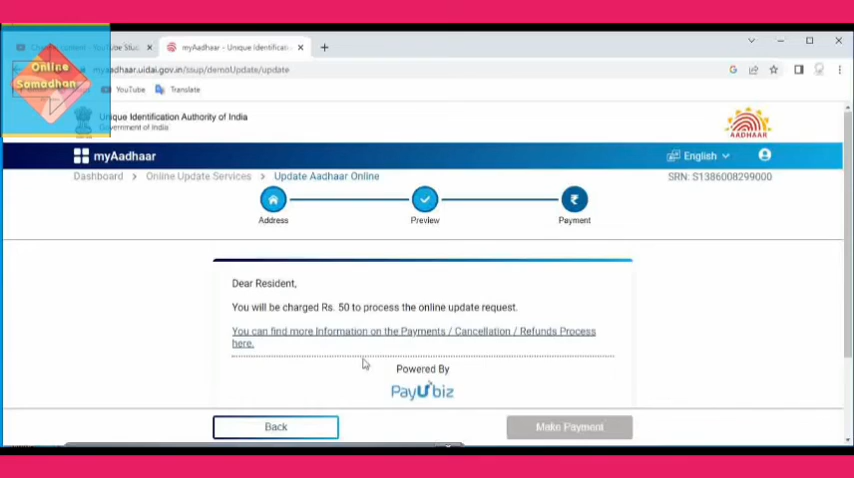 myAadhaar - Unique Identificati
Online
Samadhan
myaadhaar.uidai.gov.in/ssup/demoUpdate/update
YouTube
Translate
Unique Identification Authority of India
Government of India
AADHAAR
myAadhaar
English
Dashboard > Online Update Services > Update Aadhaar Online
SRN: S1386008299000
Address
Preview
Payment
Dear Resident,
You will be charged Rs. 50 to process the online update request.
You can find more Information on the Payments / Cancellation / Refunds Process
here.
Powered By
PayUbiz
Back
Make Payment